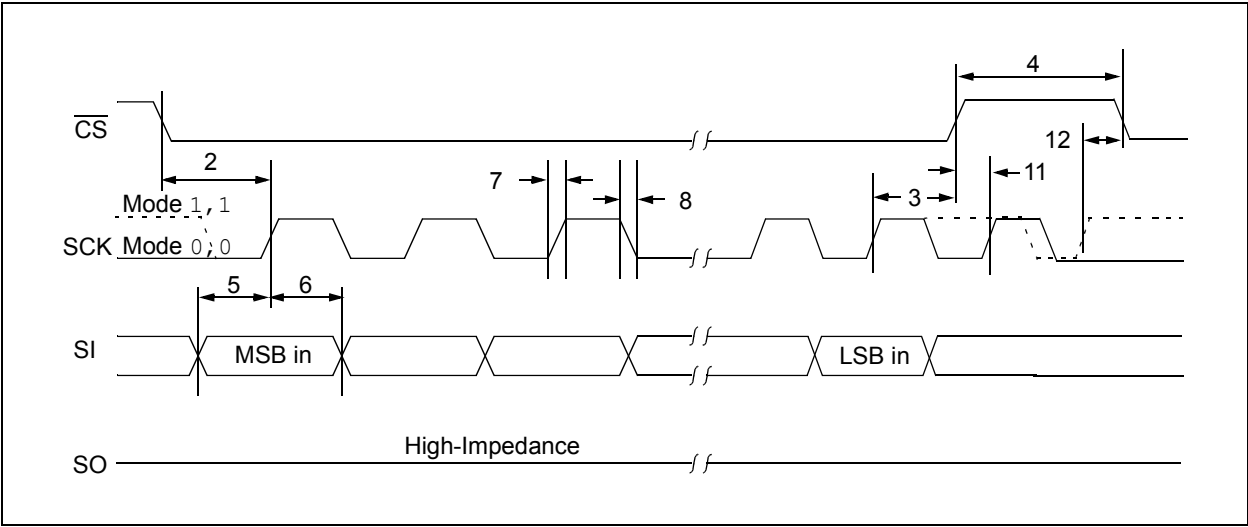 4
CS
12
2
11
7
8
3
Mode 1,1
SCK Mode 0,0
5
6
SI
MSB in
LSB in
High-Impedance
SO